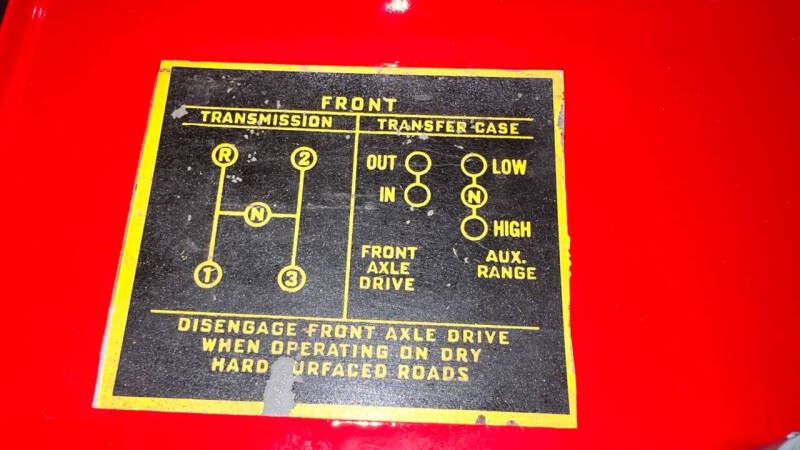 FRONT
TRANSMISSION
TRANSFER CASE
R 2
N
1 3
OUT LOW
IN N
HIGH
FRONT
AXLE
DRIVE
AUX.
RANGE
DISENGAGE FRONT AXLE DRIVE
WHEN OPERATING ON DRY
HARD URFACED ROADS